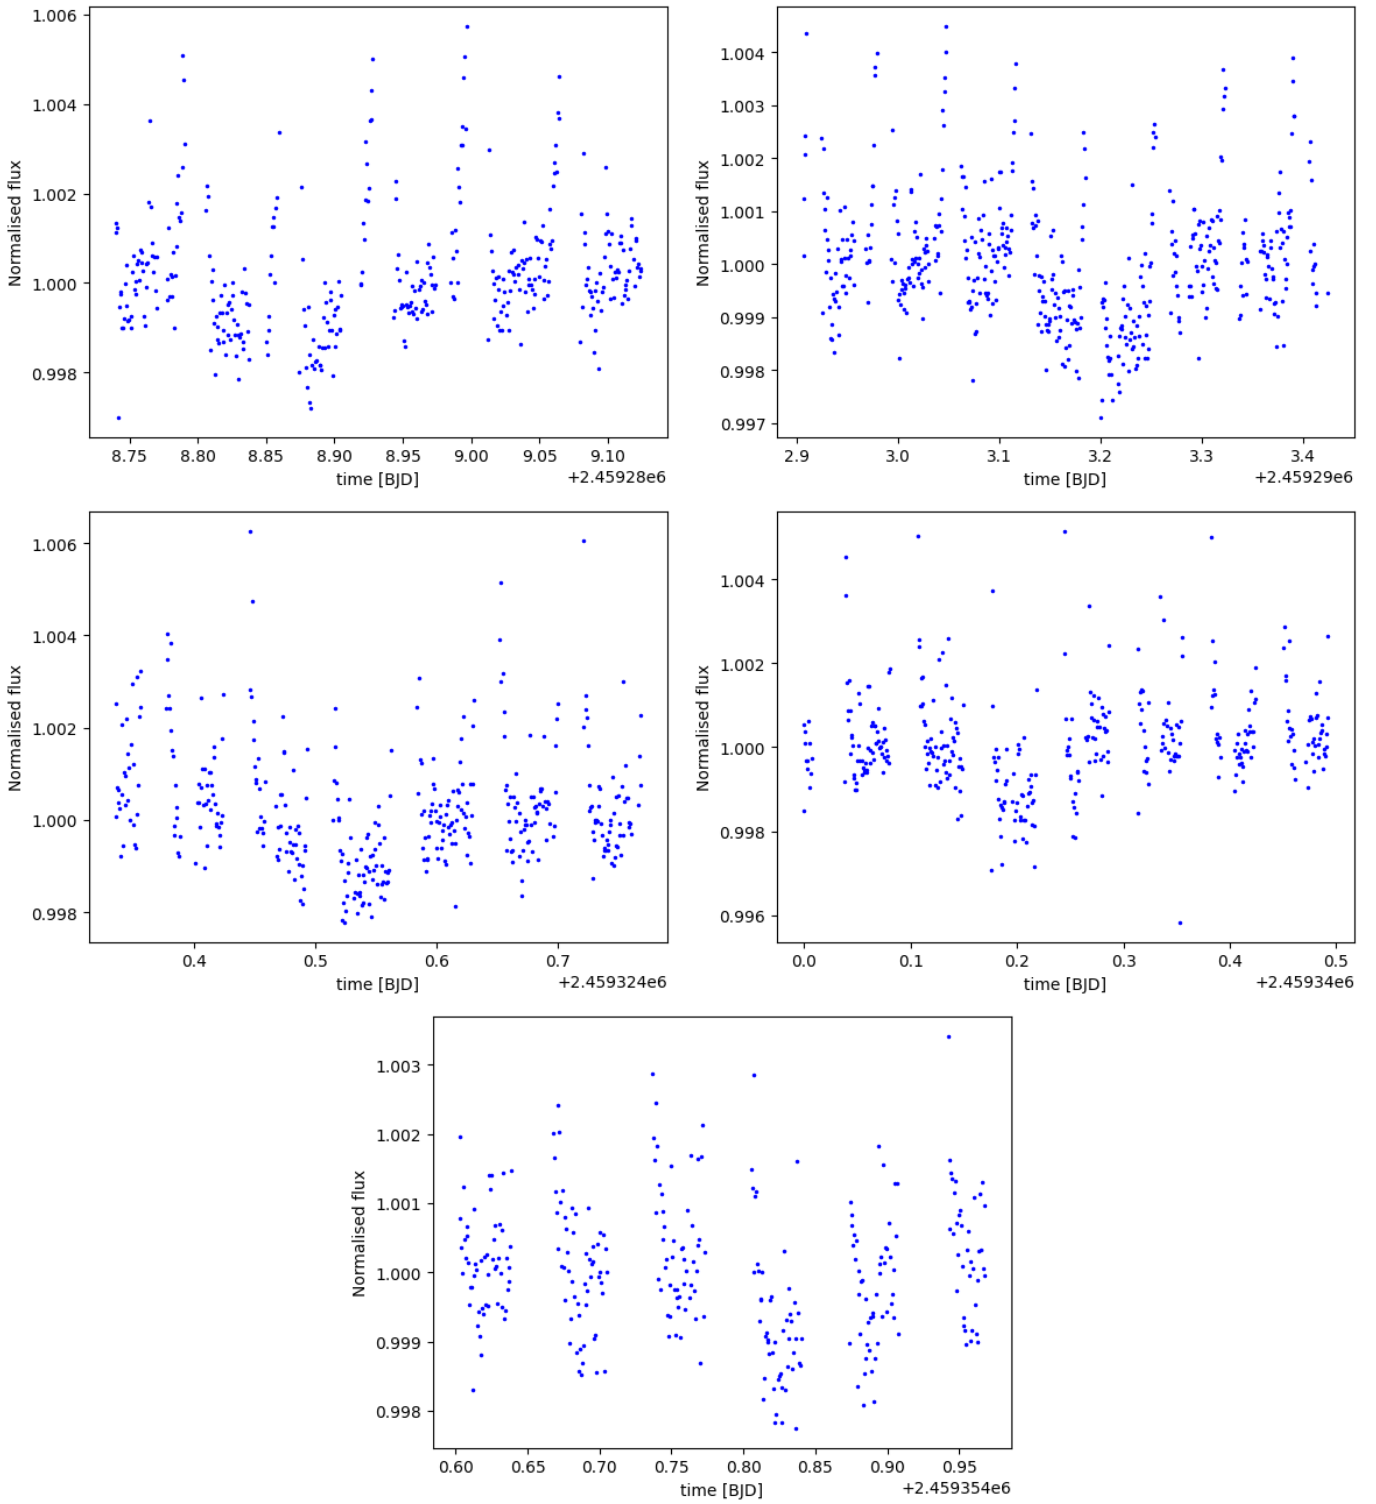 1.006
1.004
1.002
1.000
0.998
Normalised flux
8.75 8.80 8.85 8.90 8.95 9.00 9.05 9.10
time [BJD]
+2.45928e6
1.004
1.003
1.002
1.001
1.000
0.999
0.998
0.997
Normalised flux
2.9 3.0 3.1 3.2 3.3 3.4
time [BJD]
+2.45929e6
1.006
1.004
1.002
1.000
0.998
Normalised flux
0.4 0.5 0.6 0.7
time [BJD]
+2.459324e6
1.004
1.002
1.000
0.998
0.996
Normalised flux
0.0 0.1 0.2 0.3 0.4 0.5
time [BJD]
+2.45934e6
1.003
1.002
1.001
1.000
0.999
0.998
Normalised flux
0.60 0.65 0.70 0.75 0.80 0.85 0.90 0.95
time [BJD]
+2.459354e6